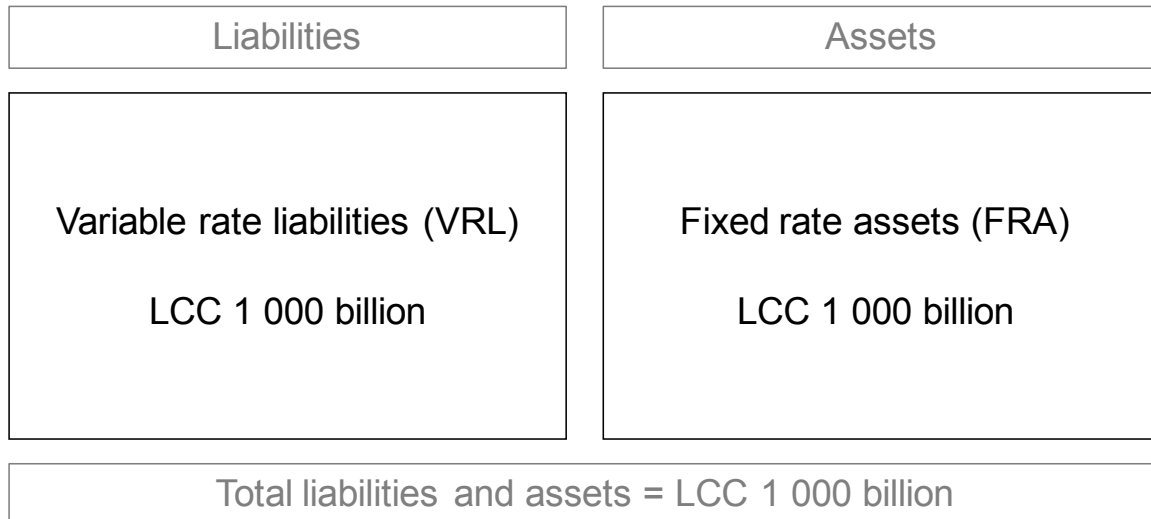 Liabilities
Assets
Variable rate liabilities (VRL)
LCC 1 000 billion
Fixed rate assets (FRA)
LCC 1 000 billion
Total liabilities and assets = LCC 1 000 billion